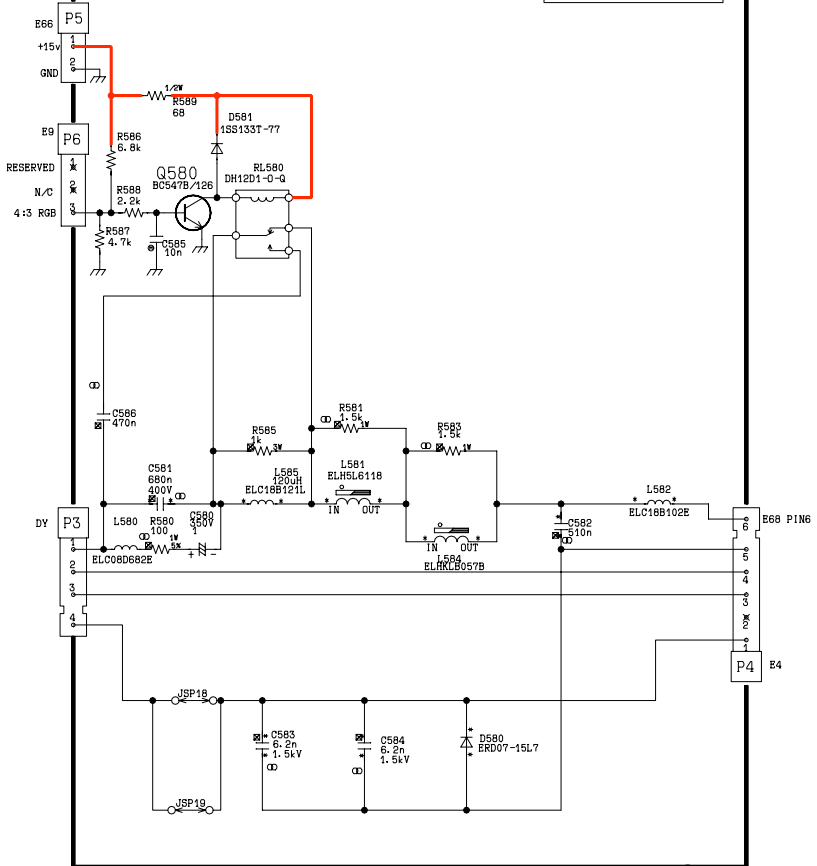 P5
E66
1
+15v
2
GND
1/2W
R589
68
D581
1SS133T-77
E9
P6
R586
6.8k
RESERVED
1
Q580
BC547B/126
RL580
DH12D1-O-Q
N/C
2
R588
2.2k
4:3 RGB
3
R587
4.7k
C585
10n
C586
470n
R581
1.5k
1W
R585
1k
3W
R583
1.5k
1W
C581
680n
400V
L585
120uH
ELC18B121L
L581
ELH5L6118
IN OUT
L582
ELC18B102E
DY
P3
L580
R580
100
1W
5%
C580
350V
1
+ -
ELC08D682E
IN OUT
L584
ELHKLB057B
C582
510n
6
E68 PIN6
1
5
2
4
3
3
2
4
1
P4
E4
JSP18
C583
6.2n
1.5kV
C584
6.2n
1.5kV
D580
ERD07-15L7
JSP19